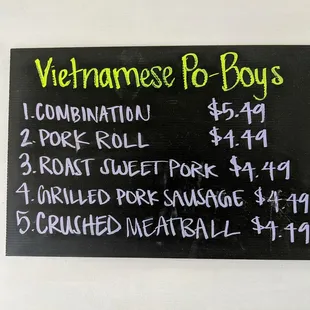 Vietnamese Po-Boys
1. COMBINATION $5.49
2. PORK ROLL $4.49
3. ROAST SWEET PORK $4.49
4. GRILLED PORK SAUSAGE $4.49
5. CRUSHED MEATBALL $4.49